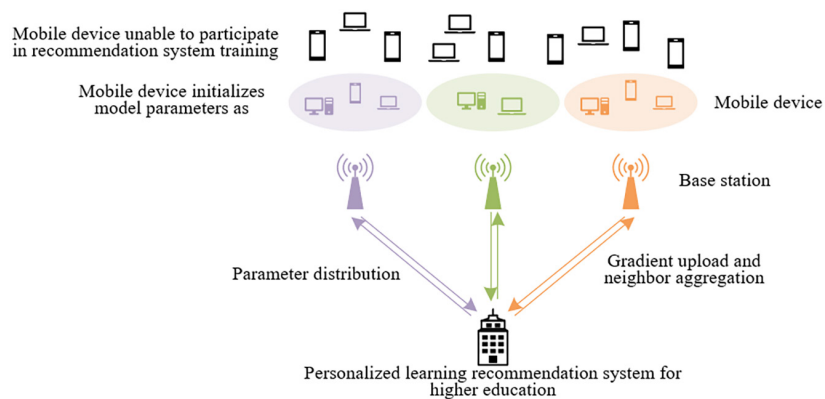 Mobile device unable to participate
in recommendation system training
Mobile device initializes
model parameters as
Mobile device
Base station
Parameter distribution
Gradient upload and
neighbor aggregation
Personalized learning recommendation system for
higher education